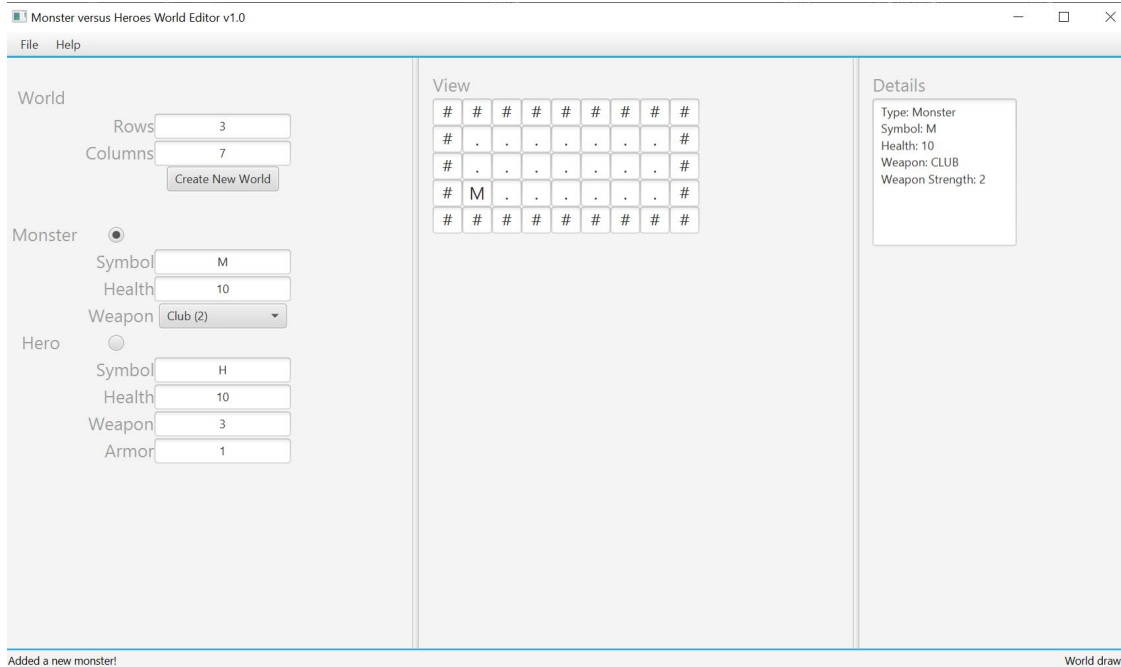 Monster versus Heroes World Editor v1.0
File Help
World
Rows 3
Columns 7
Create New World
Monster
Symbol M
Health 10
Weapon Club (2)
Hero
Symbol H
Health 10
Weapon 3
Armor 1
View
# # # # # # # # #
# . . . . . . . #
# . . . . . . . #
# M . . . . . . #
# # # # # # # # #
Details
Type: Monster
Symbol: M
Health: 10
Weapon: CLUB
Weapon Strength: 2
Added a new monster!
World draw